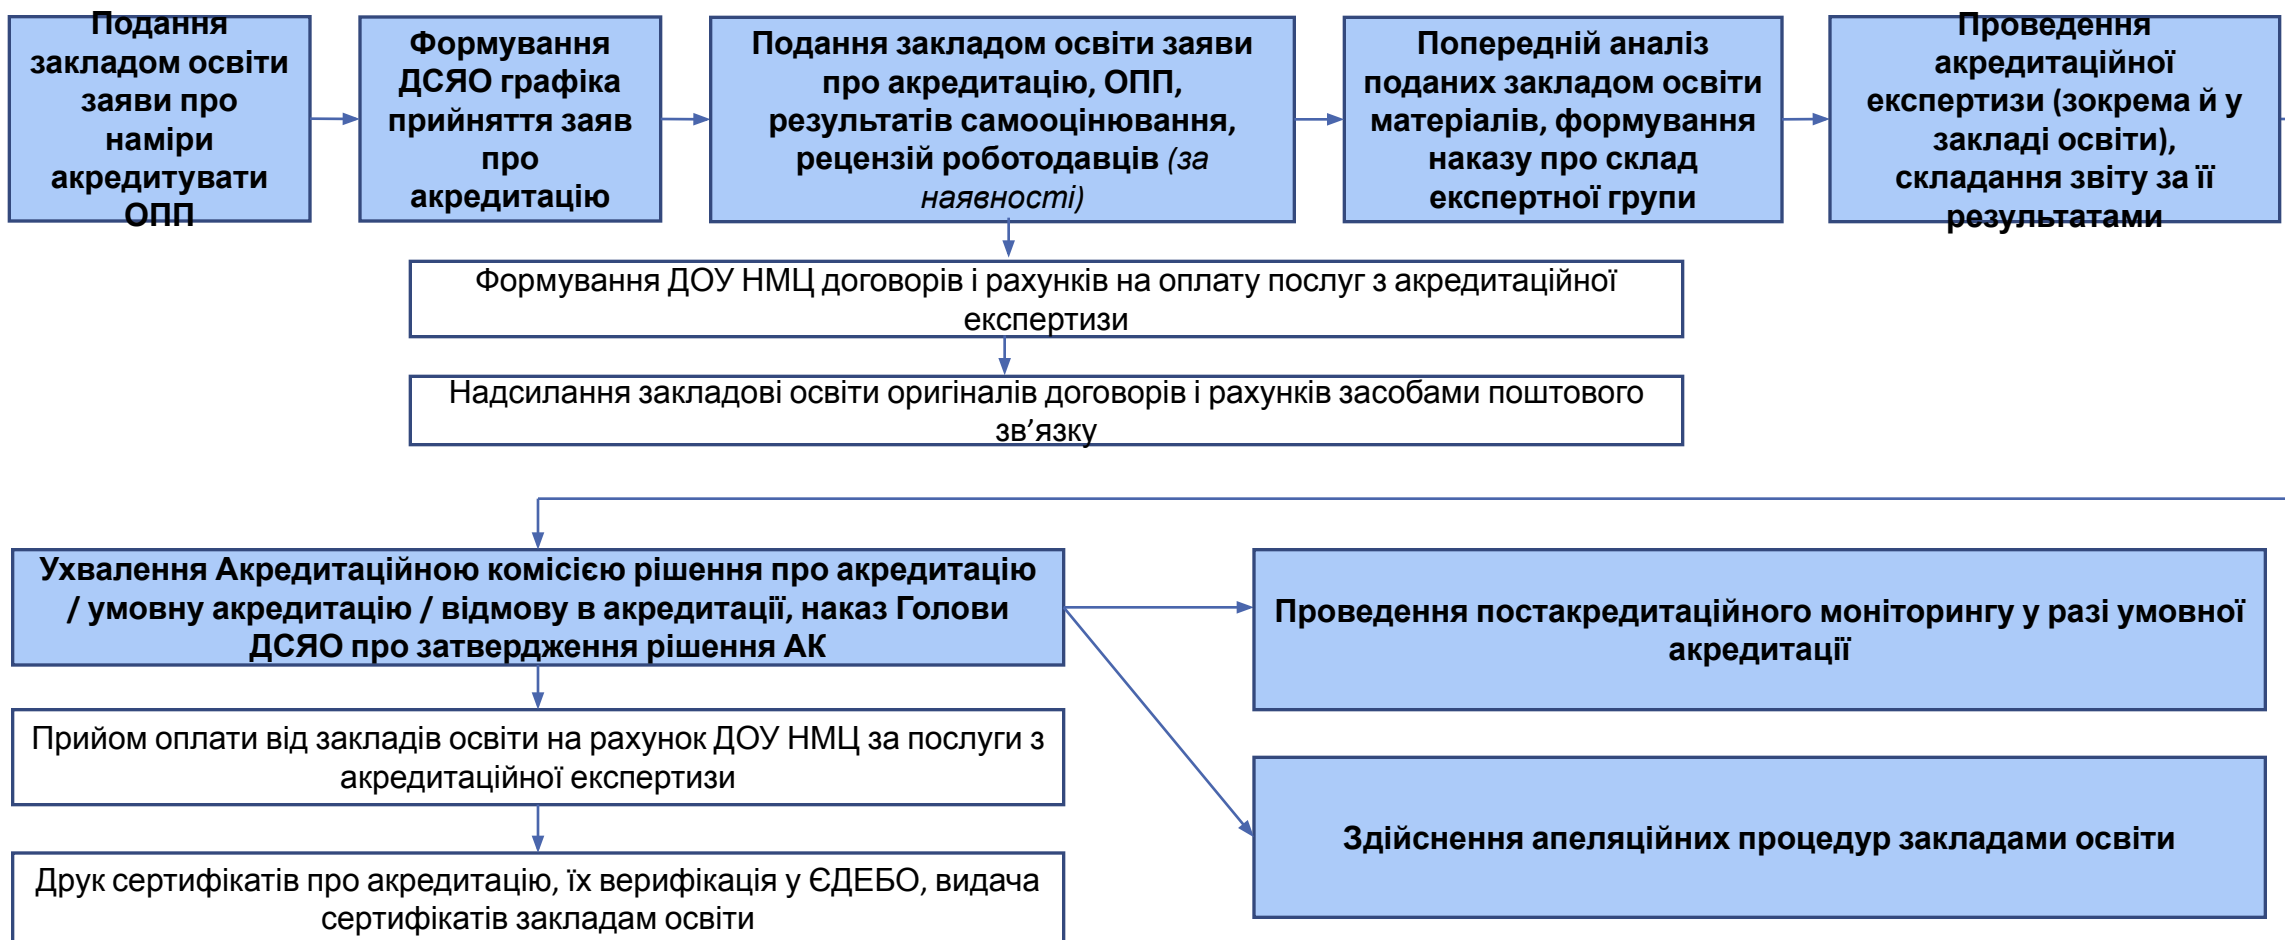 Подання
закладом освіти
заяви про
наміри
акредитувати
ОПП
Формування
ДСЯО графіка
прийняття заяв
про
акредитацію
Подання закладом освіти заяви
про акредитацію, ОПП,
результатів самооцінювання,
рецензій роботодавців (за
наявності)
Попередній аналіз
поданих закладом освіти
матеріалів, формування
наказу про склад
експертної групи
Проведення
акредитаційної
експертизи (зокрема й у
закладі освіти),
складання звіту за її
результатами
Формування ДОУ НМЦ договорів і рахунків на оплату послуг з акредитаційної
експертизи
Надсилання закладові освіти оригіналів договорів і рахунків засобами поштового
зв’язку
Ухвалення Акредитаційною комісією рішення про акредитацію
/ умовну акредитацію / відмову в акредитації, наказ Голови
ДСЯО про затвердження рішення АК
Проведення постакредитаційного моніторингу у разі умовної
акредитації
Прийом оплати від закладів освіти на рахунок ДОУ НМЦ за послуги з
акредитаційної експертизи
Здійснення апеляційних процедур закладами освіти
Друк сертифікатів про акредитацію, їх верифікація у ЄДЕБО, видача
сертифікатів закладам освіти